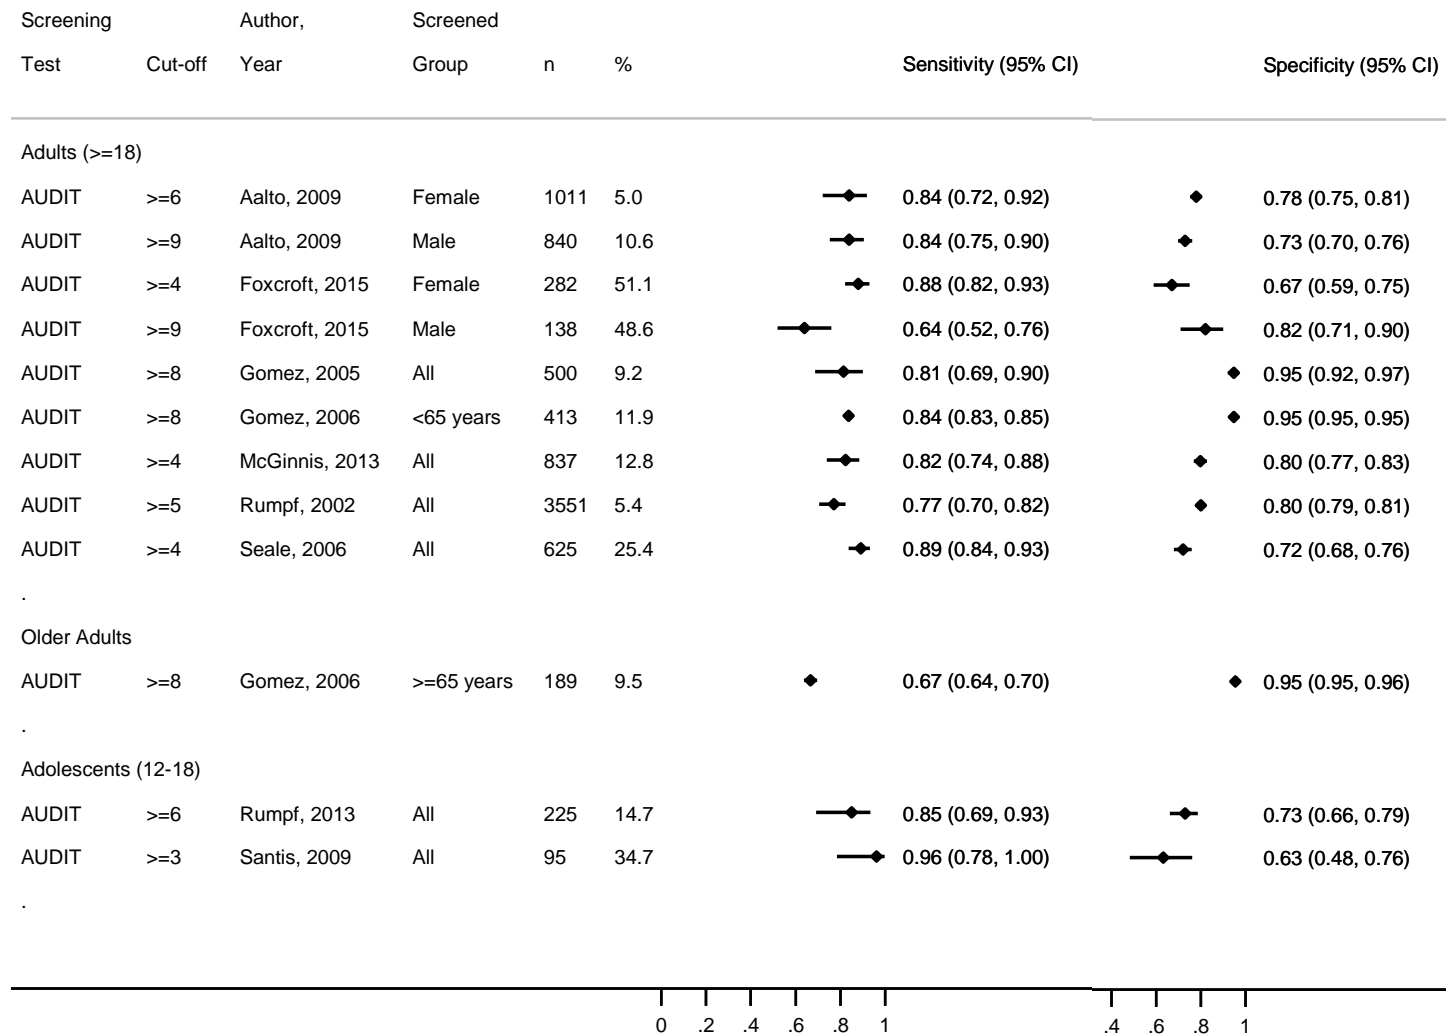 Screening Author, Screened
Test Cut-off Year Group n % Sensitivity (95% CI) Specificity (95% CI)
Adults (>=18)
AUDIT >=6 Aalto, 2009 Female 1011 5.0 0.84 (0.72, 0.92) 0.78 (0.75, 0.81)
AUDIT >=9 Aalto, 2009 Male 840 10.6 0.84 (0.75, 0.90) 0.73 (0.70, 0.76)
AUDIT >=4 Foxcroft, 2015 Female 282 51.1 0.88 (0.82, 0.93) 0.67 (0.59, 0.75)
AUDIT >=9 Foxcroft, 2015 Male 138 48.6 0.64 (0.52, 0.76) 0.82 (0.71, 0.90)
AUDIT >=8 Gomez, 2005 All 500 9.2 0.81 (0.69, 0.90) 0.95 (0.92, 0.97)
AUDIT >=8 Gomez, 2006 <65 years 413 11.9 0.84 (0.83, 0.85) 0.95 (0.95, 0.95)
AUDIT >=4 McGinnis, 2013 All 837 12.8 0.82 (0.74, 0.88) 0.80 (0.77, 0.83)
AUDIT >=5 Rumpf, 2002 All 3551 5.4 0.77 (0.70, 0.82) 0.80 (0.79, 0.81)
AUDIT >=4 Seale, 2006 All 625 25.4 0.89 (0.84, 0.93) 0.72 (0.68, 0.76)
.
Older Adults
AUDIT >=8 Gomez, 2006 >=65 years 189 9.5 0.67 (0.64, 0.70) 0.95 (0.95, 0.96)
.
Adolescents (12-18)
AUDIT >=6 Rumpf, 2013 All 225 14.7 0.85 (0.69, 0.93) 0.73 (0.66, 0.79)
AUDIT >=3 Santis, 2009 All 95 34.7 0.96 (0.78, 1.00) 0.63 (0.48, 0.76)
.
0 .2 .4 .6 .8 1 .4 .6 .8 1